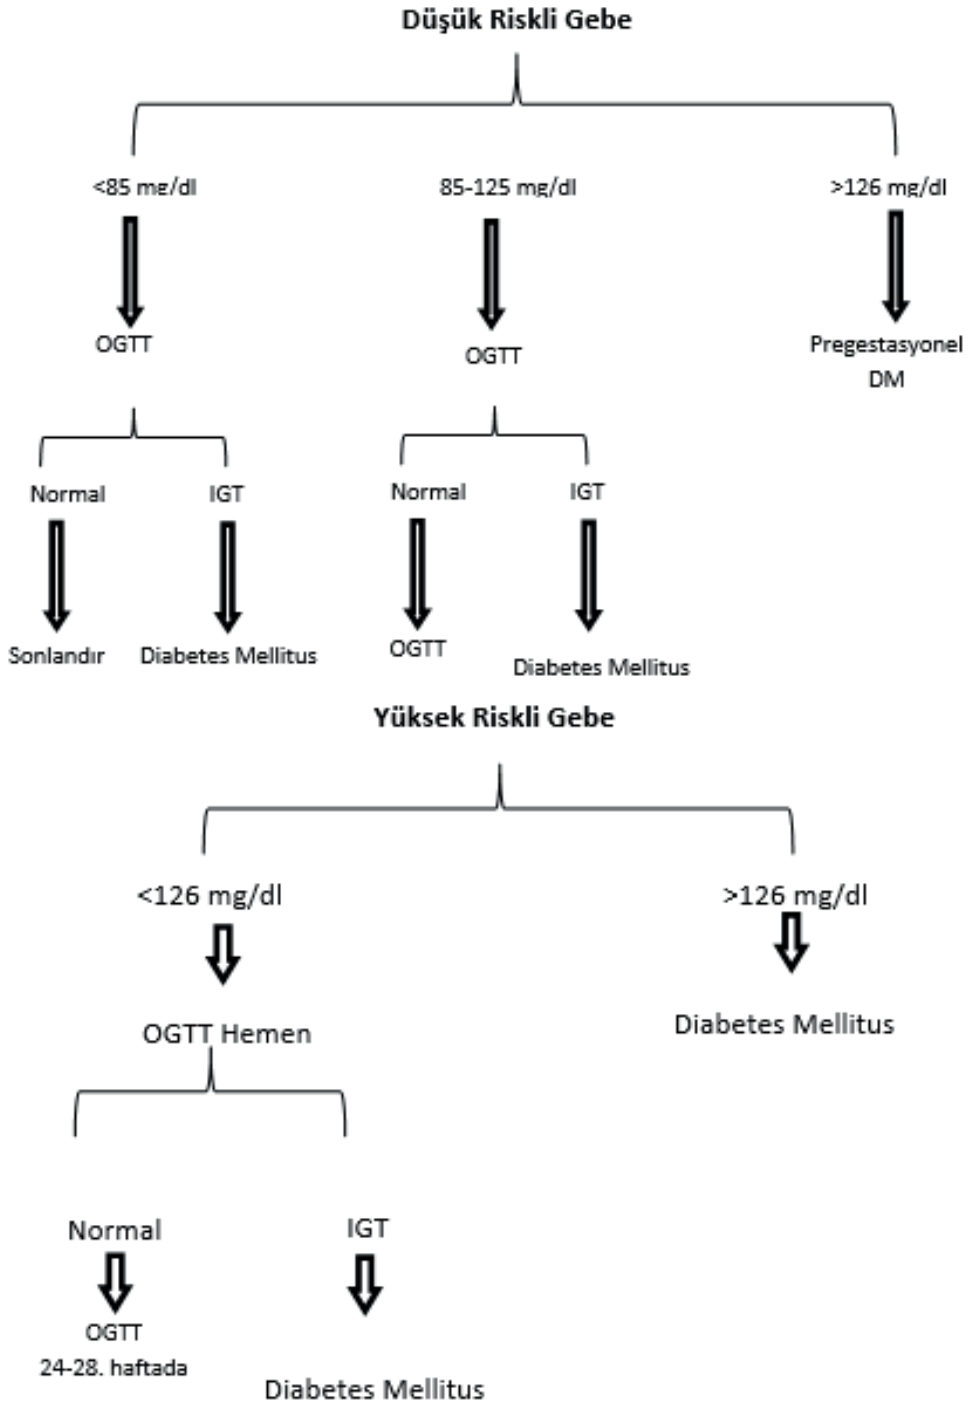 Düşük Riskli Gebe
<85 mg/dl
85-125 mg/dl
>126 mg/dl
OGTT
OGTT
Pregestasyonel
DM
Normal
IGT
Normal
IGT
Sonlandır
Diabetes Mellitus
OGTT
Diabetes Mellitus
Yüksek Riskli Gebe
<126 mg/dl
>126 mg/dl
OGTT Hemen
Diabetes Mellitus
Normal
IGT
OGTT
24-28. haftada
Diabetes Mellitus